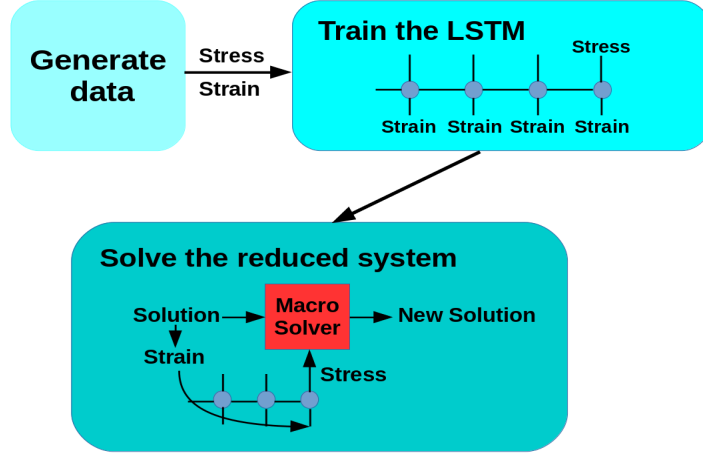 Generate
data
Stress
Strain
Train the LSTM
Stress
Strain Strain Strain Strain
Solve the reduced system
Solution
Macro
Solver
New Solution
Strain
Stress